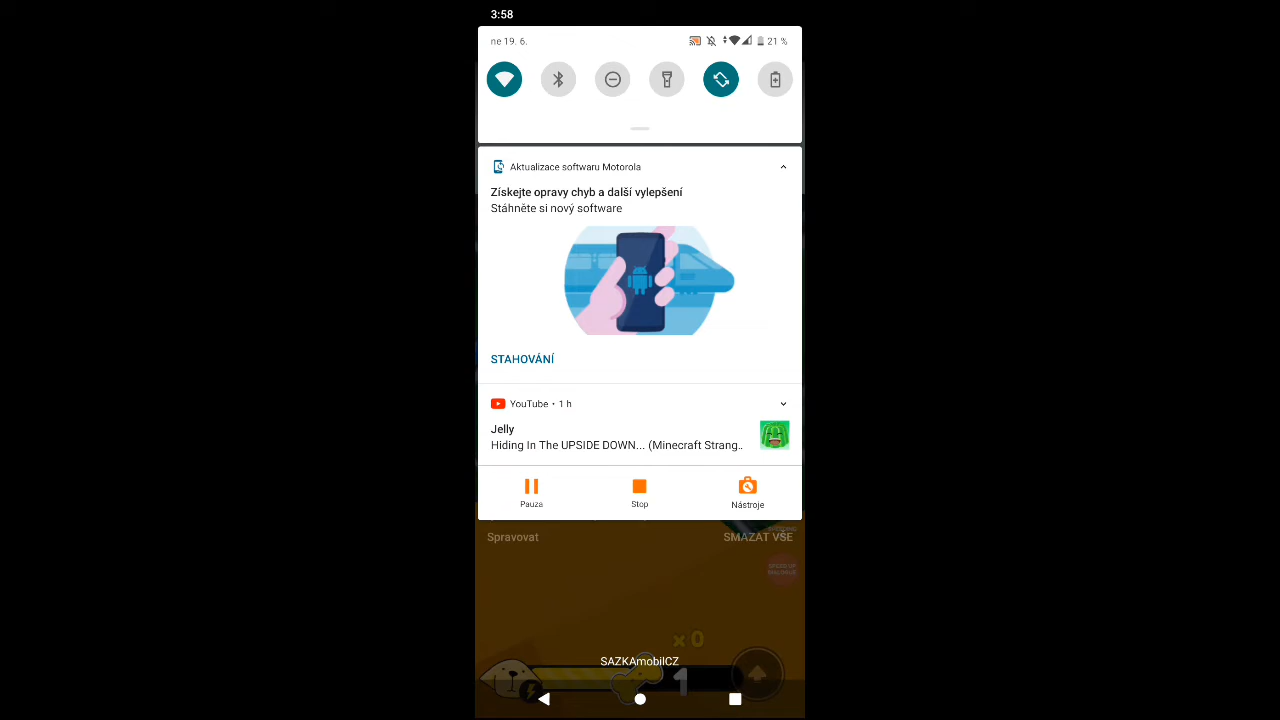 3:58
ne 19. 6.
21 %
Aktualizace softwaru Motorola
Získejte opravy chyb a další vylepšení
Stáhněte si nový software
STAHOVÁNÍ
YouTube • 1 h
Jelly
Hiding In The UPSIDE DOWN... (Minecraft Strang..
Pauza
Stop
Nástroje
Spravovat
SMAZAT VŠE
x 0
SAZKAmobilCZ
1